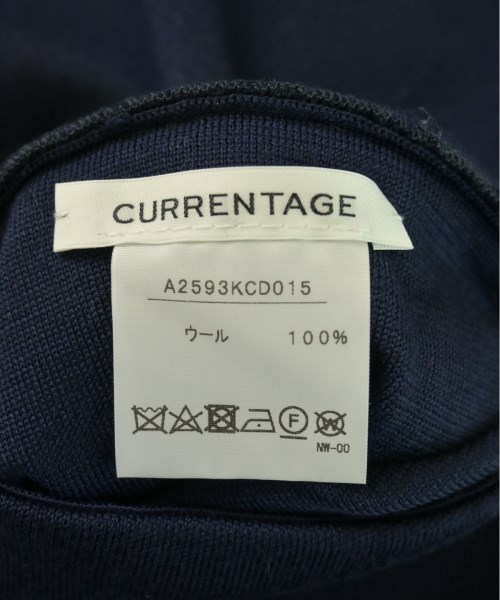 CURRENTAGE
A2593KCD015
ウール 100%
F W
NW-00